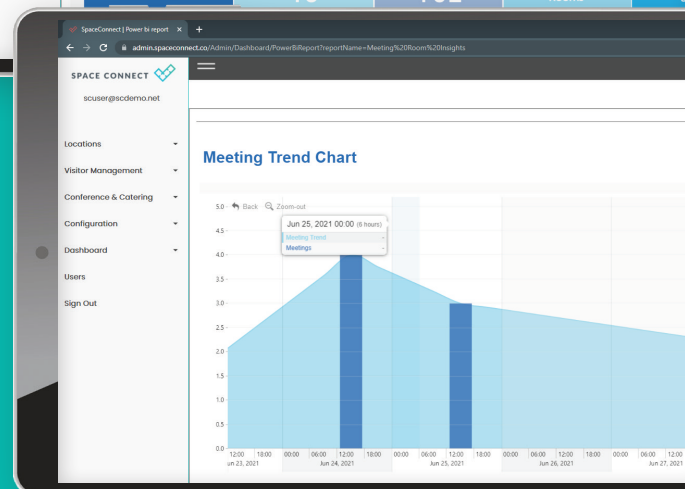 SpaceConnect | Power bi report
admin.spaceconnect.co/Admin/Dashboard/PowerBiReport?reportName=Meeting%20Room%20Insights
SPACE CONNECT
scuser@scdemo.net
Locations
Visitor Management
Conference & Catering
Configuration
Dashboard
Users
Sign Out
Meeting Trend Chart
Back Zoom-out
Jun 25, 2021 00:00 (6 hours)
Meeting Trend -
Meetings -
5.0
4.5
4.0
3.5
3.0
2.5
2.0
1.5
1.0
0.5
0.0
12:00 18:00 00:00 06:00 12:00 18:00 00:00 06:00 12:00 18:00 00:00 06:00 12:00 18:00 00:00 06:00 12:00
un 23, 2021 Jun 24, 2021 Jun 25, 2021 Jun 26, 2021 Jun 27, 2021